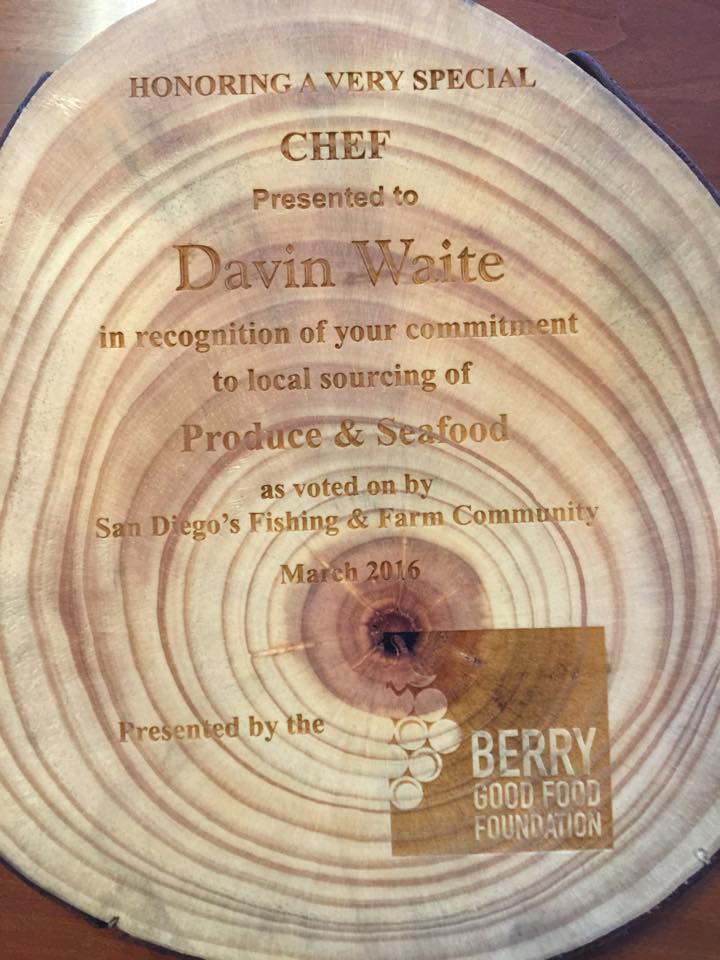 HONORING A VERY SPECIAL
CHEF
Presented to
Davin Waite
in recognition of your commitment
to local sourcing of
Produce & Seafood
as voted on by
San Diego's Fishing & Farm Community
March 2016
Presented by the
BERRY
GOOD FOOD
FOUNDATION